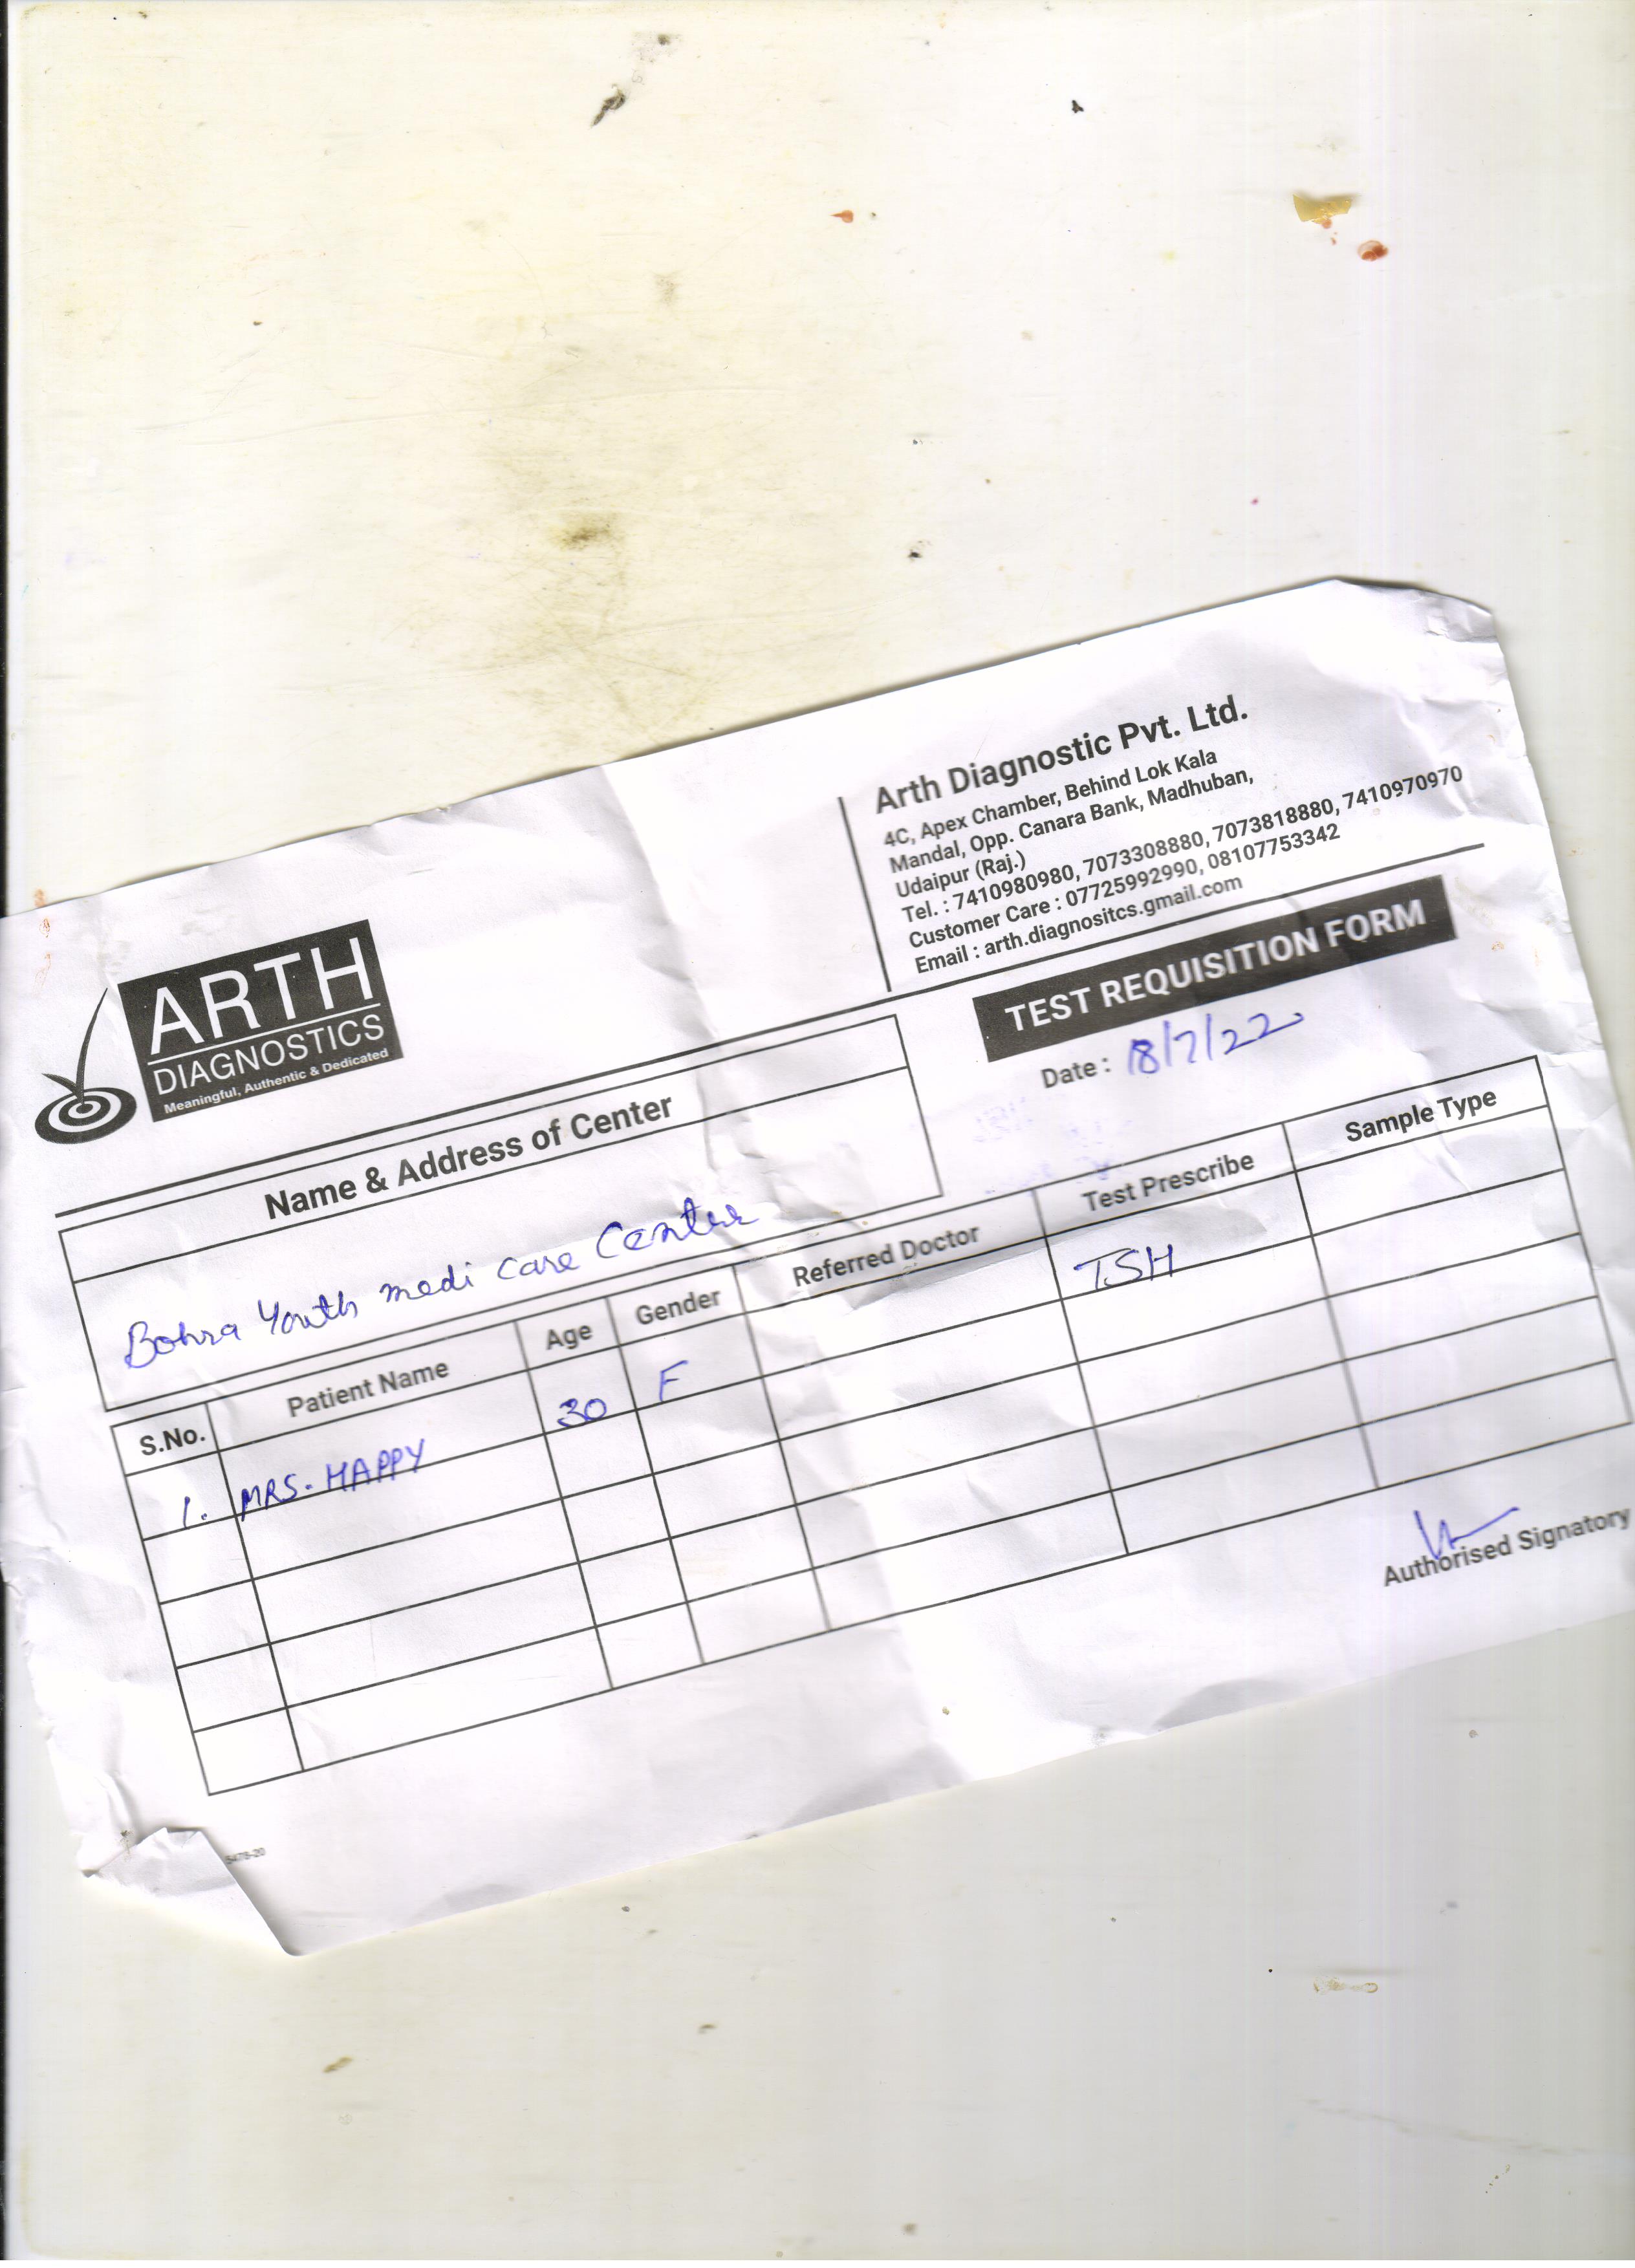 ARTH
DIAGNOSTICS
Meaningful, Authentic & Dedicated
Arth Diagnostic Pvt. Ltd.
4C, Apex Chamber, Behind Lok Kala
Mandal, Opp. Canara Bank, Madhuban,
Udaipur (Raj.)
Tel. : 7410980980, 7073308880, 7073818880, 7410970970
Customer Care : 07725992990, 08107753342
Email : arth.diagnositcs.gmail.com
TEST REQUISITION FORM
Date : 18/7/22
Name & Address of Center
Bohra Youth medi care Center
S.No. Patient Name Age Gender Referred Doctor Test Prescribe Sample Type
1. MRS. HAPPY 30 F TSH
Authorised Signatory